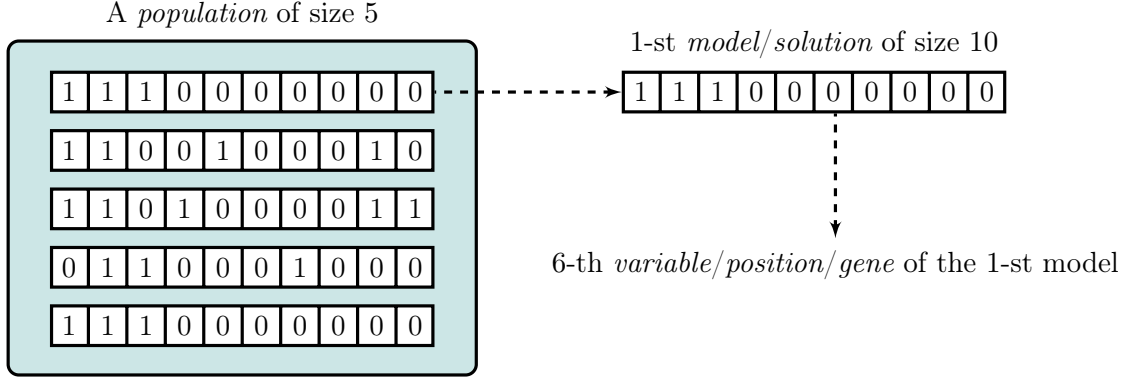 A population of size 5
1-st model/solution of size 10
1 1 1 0 0 0 0 0 0 0
1 1 1 0 0 0 0 0 0 0
1 1 0 0 1 0 0 0 1 0
1 1 0 1 0 0 0 0 1 1
0 1 1 0 0 0 1 0 0 0
6-th variable/position/gene of the 1-st model
1 1 1 0 0 0 0 0 0 0